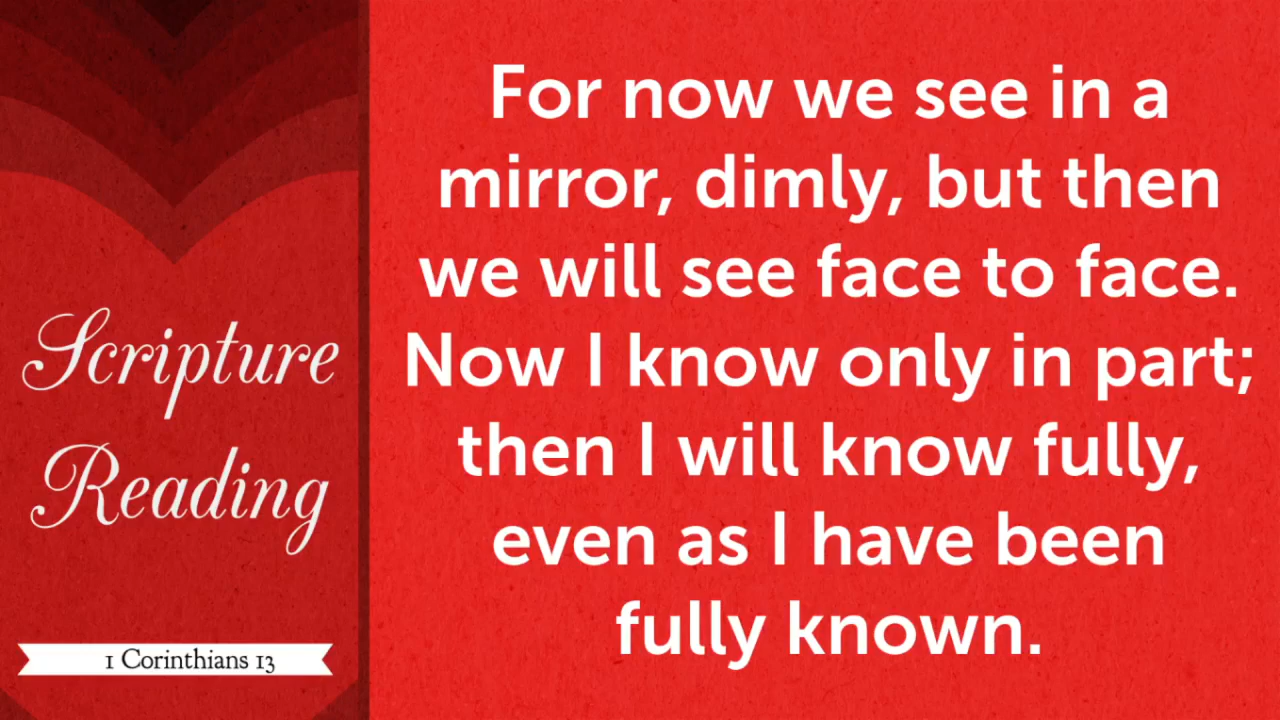 Scripture
Reading
1 Corinthians 13
For now we see in a
mirror, dimly, but then
we will see face to face.
Now I know only in part;
then I will know fully,
even as I have been
fully known.